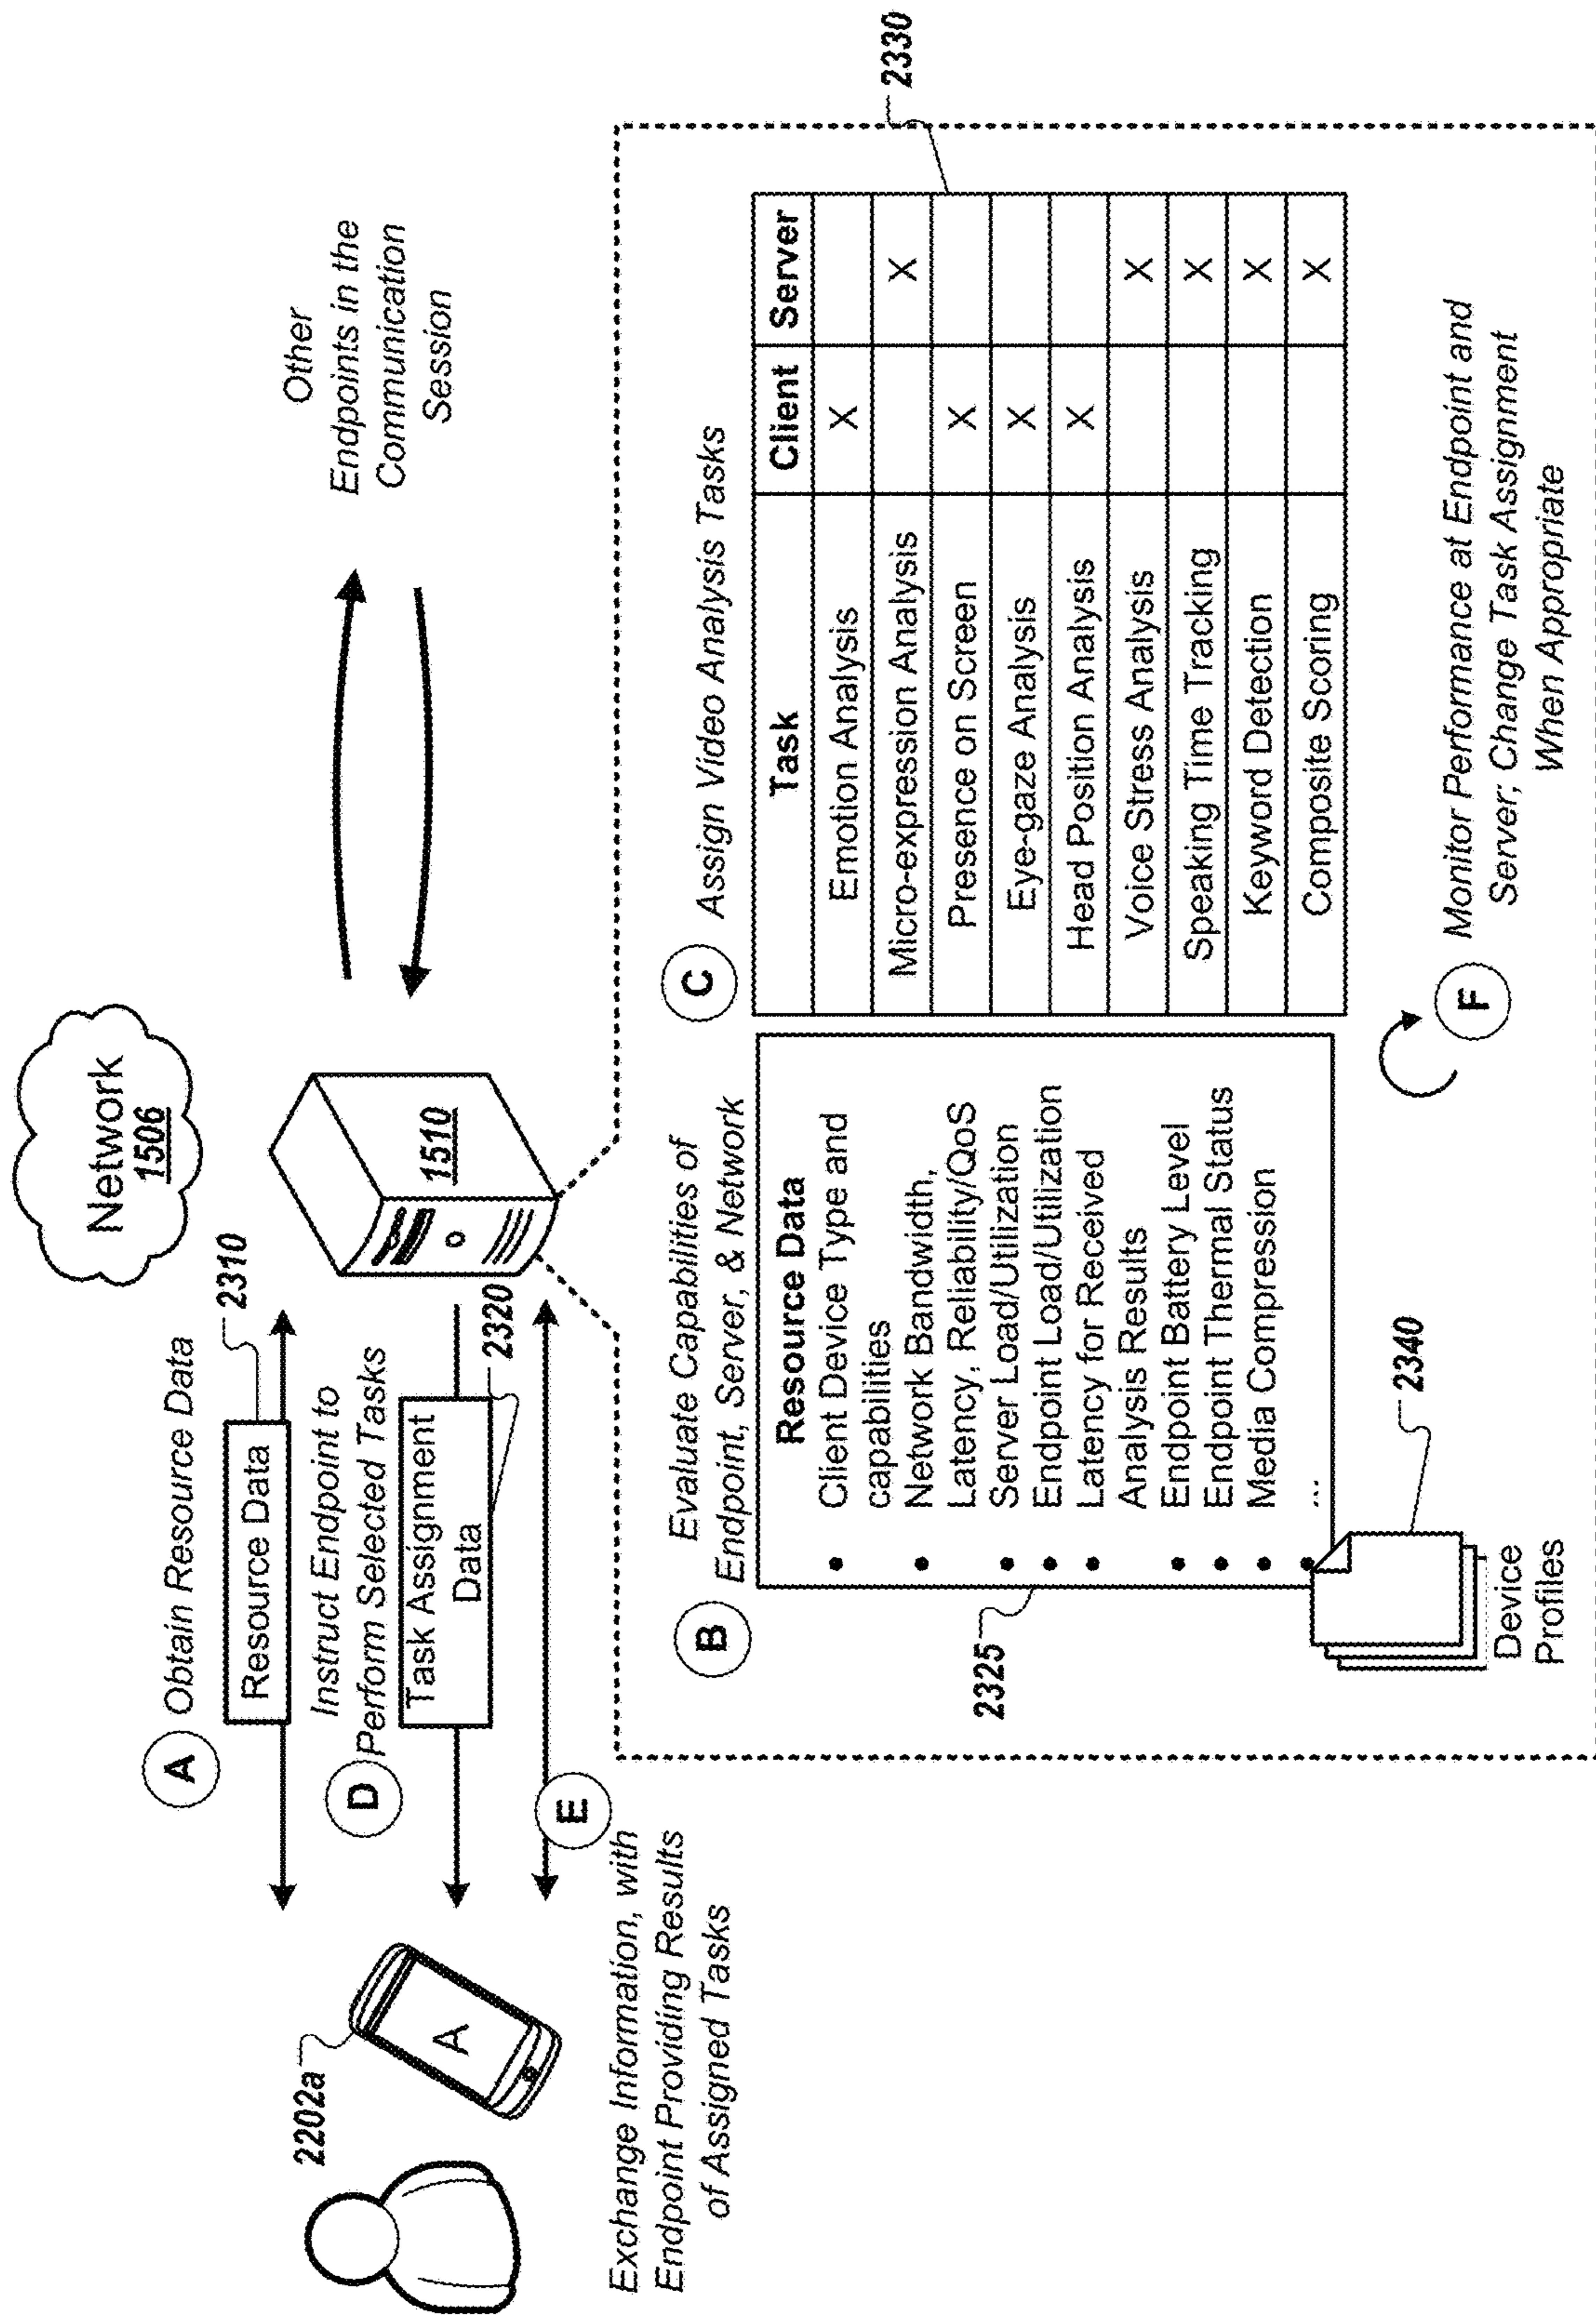 Network
1506
A
Obtain Resource Data
2310
Resource Data
Instruct Endpoint to
D
Perform Selected Tasks
Task Assignment
Data
2320
1510
2202a
A
E
Exchange Information, with
Endpoint Providing Results
of Assigned Tasks
Other
Endpoints in the
Communication
Session
B
Evaluate Capabilities of
Endpoint, Server, & Network
2325
Resource Data
• Client Device Type and
capabilities
• Network Bandwidth,
Latency, Reliability/QoS
• Server Load/Utilization
• Endpoint Load/Utilization
• Latency for Received
Analysis Results
• Endpoint Battery Level
• Endpoint Thermal Status
• Media Compression
• ...
2340
Device
Profiles
C
Assign Video Analysis Tasks
2330
Task Client Server
Emotion Analysis X
Micro-expression Analysis X
Presence on Screen X
Eye-gaze Analysis X
Head Position Analysis X
Voice Stress Analysis X
Speaking Time Tracking X
Keyword Detection X
Composite Scoring X
F
Monitor Performance at Endpoint and
Server; Change Task Assignment
When Appropriate